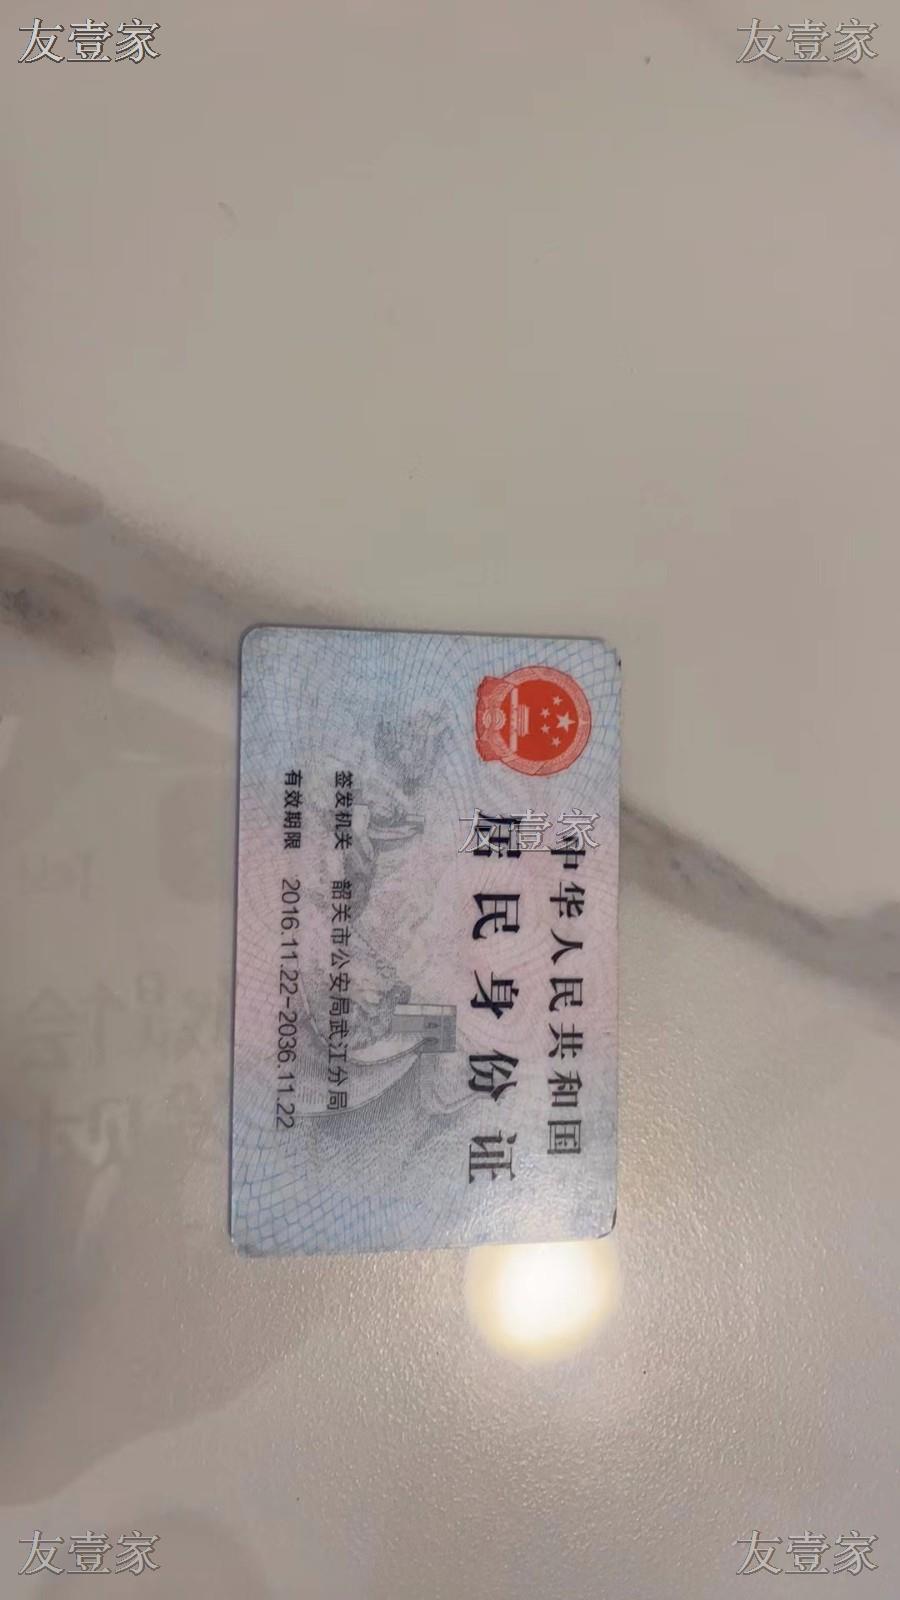 友壹家
友壹家
中华人民共和国
居民身份证
友壹家
签发机关 韶关市公安局武江分局
有效期限 2016.11.22-2036.11.22
友壹家
友壹家